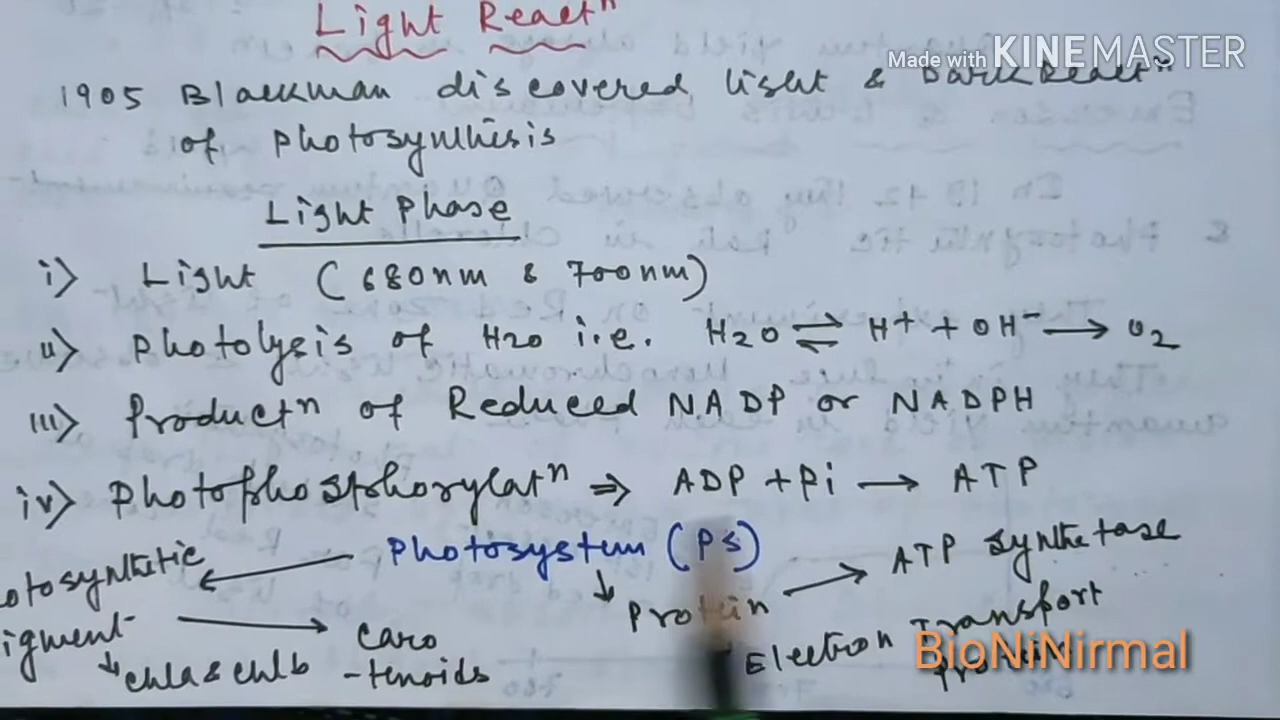 Light Reactⁿ
Made with KINEMASTER
1905 Blackman discovered light & Dark Reactⁿ
of photosynthesis
Light Phase
i) Light (680nm & 700nm)
ii) Photolysis of H2O i.e. H2O ⇌ H+ + OH- → O2
iii) Productⁿ of Reduced NADP or NADPH
iv) Photophosphorylatⁿ ⇒ ADP + Pi → ATP
Photosystem (PS)
otosynthetic
igment
chla & chlb
caro
-tenoids
Protein → ATP synthetase
Electron Transport
BioNiNirmal